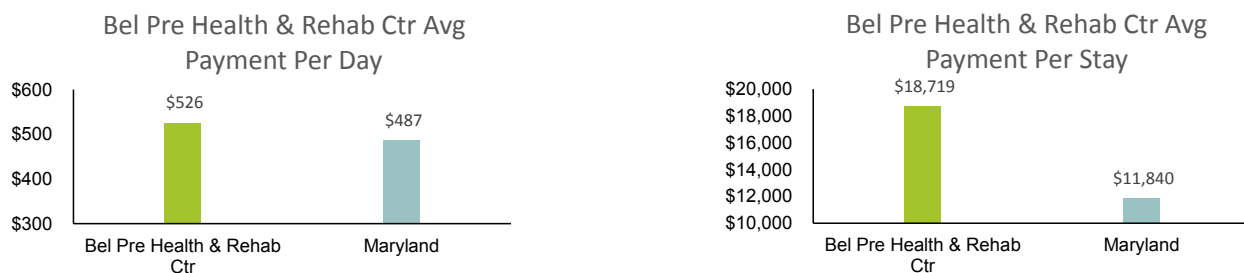 Bel Pre Health & Rehab Ctr Avg
Payment Per Day
$600
$500
$400
$300
$526
$487
Bel Pre Health & Rehab
Ctr
Maryland
Bel Pre Health & Rehab Ctr Avg
Payment Per Stay
$20,000
$18,000
$16,000
$14,000
$12,000
$10,000
$18,719
$11,840
Bel Pre Health & Rehab
Ctr
Maryland